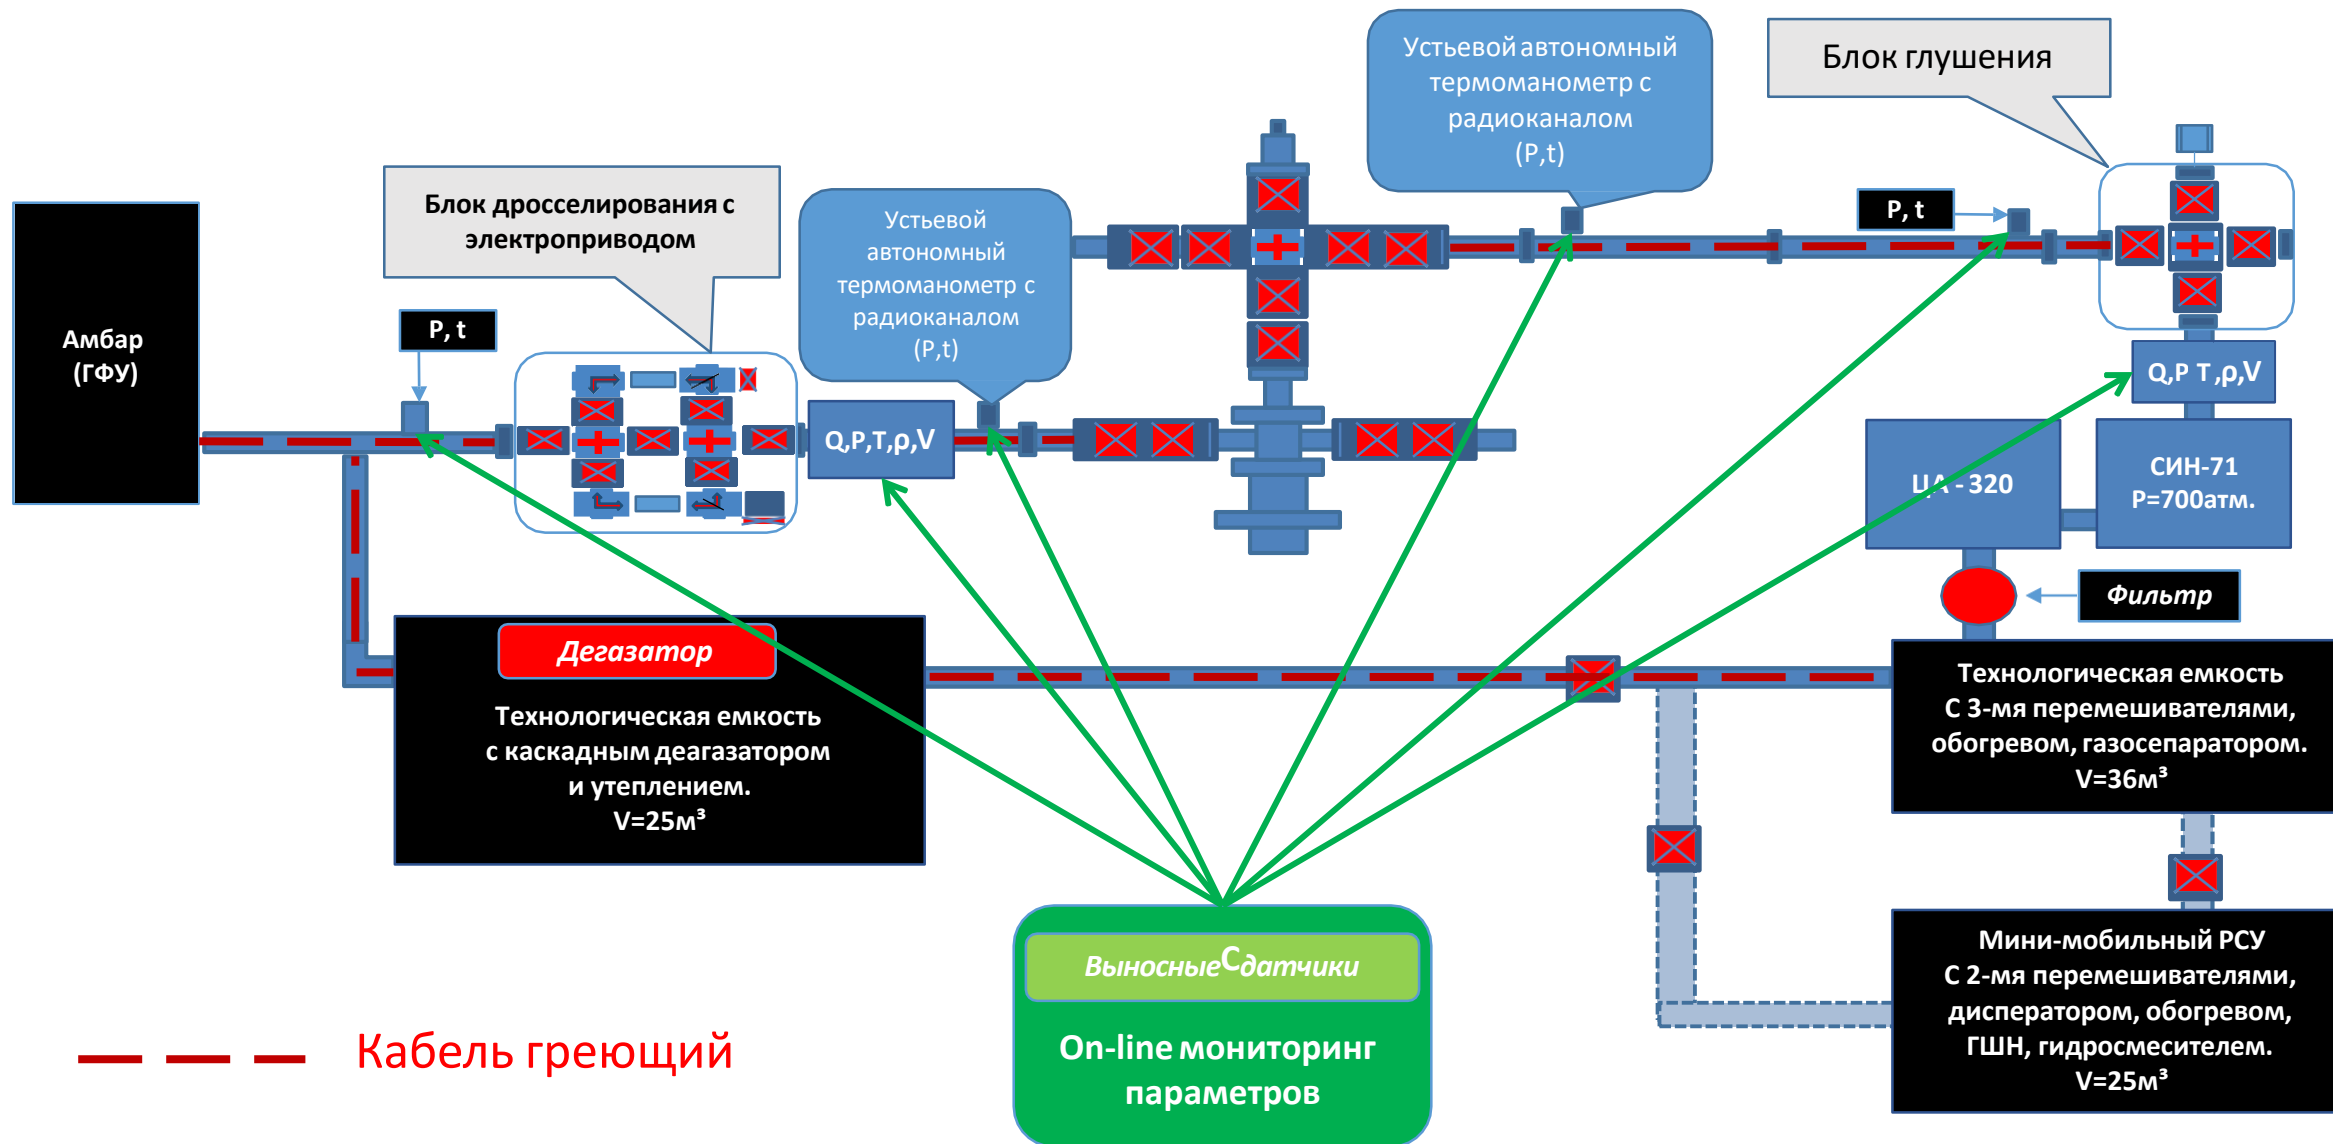 Устьевой автономный
термоманометр с
радиоканалом
(P,t)
Блок глушения
Блок дросселирования с
электроприводом
Устьевой
автономный
термоманометр с
радиоканалом
(P,t)
P, t
P, t
Амбар
(ГФУ)
Q,P,T,ρ,V
Q,P T,ρ,V
ЦА - 320
СИН-71
Р=700атм.
Фильтр
Дегазатор
Технологическая емкость
с каскадным деагазатором
и утеплением.
V=25м³
Технологическая емкость
С 3-мя перемешивателями,
обогревом, газосепаратором.
V=36м³
Мини-мобильный РСУ
С 2-мя перемешивателями,
дисператором, обогревом,
ГШН, гидросмесителем.
V=25м³
Выносные С датчики
On-line мониторинг
параметров
Кабель греющий